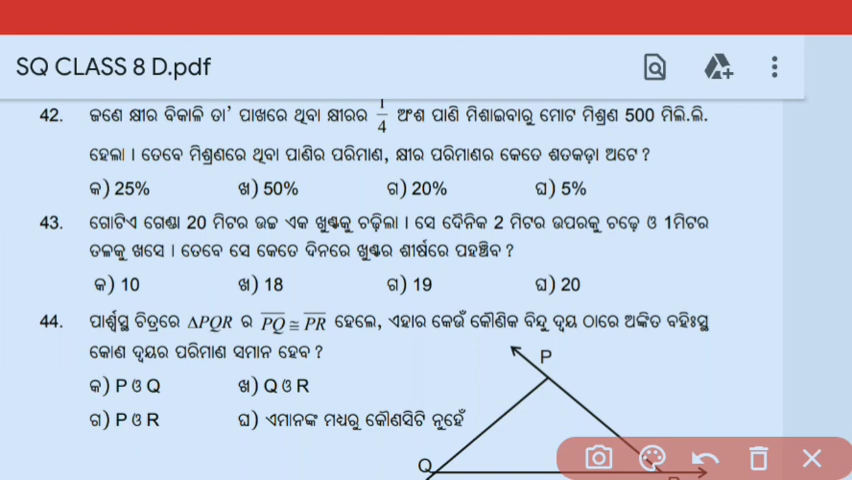 SQ CLASS 8 D.pdf
42. ଜଣେ କ୍ଷୀର ବିକାଳି ତା' ପାଖରେ ଥିବା କ୍ଷୀରର 1/4 ଅଂଶ ପାଣି ମିଶାଇବାରୁ ମୋଟ ମିଶ୍ରଣ 500 ମିଲି.ଲି.
ହେଲା । ତେବେ ମିଶ୍ରଣରେ ଥିବା ପାଣିର ପରିମାଣ, କ୍ଷୀର ପରିମାଣର କେତେ ଶତକଡ଼ା ଅଟେ ?
କ) 25% ଖ) 50% ଗ) 20% ଘ) 5%
43. ଗୋଟିଏ ଗେଣ୍ଡା 20 ମିଟର ଉଚ୍ଚ ଏକ ଖୁଣ୍ଟକୁ ଚଢ଼ିଲା । ସେ ଦୈନିକ 2 ମିଟର ଉପରକୁ ଚଢ଼େ ଓ 1ମିଟର
ତଳକୁ ଖସେ । ତେବେ ସେ କେତେ ଦିନରେ ଖୁଣ୍ଟର ଶୀର୍ଷରେ ପହଞ୍ଚିବ ?
କ) 10 ଖ) 18 ଗ) 19 ଘ) 20
44. ପାର୍ଶ୍ଵସ୍ଥ ଚିତ୍ରରେ ΔPQR ର P̅Q̅ ≅ P̅R̅ ହେଲେ, ଏହାର କେଉଁ କୌଣିକ ବିନ୍ଦୁ ଦ୍ୱୟ ଠାରେ ଅଙ୍କିତ ବହିଃସ୍ଥ
କୋଣ ଦ୍ୱୟର ପରିମାଣ ସମାନ ହେବ ?
କ) P ଓ Q ଖ) Q ଓ R
ଗ) P ଓ R ଘ) ଏମାନଙ୍କ ମଧ୍ୟରୁ କୌଣସିଟି ନୁହେଁ
P
Q